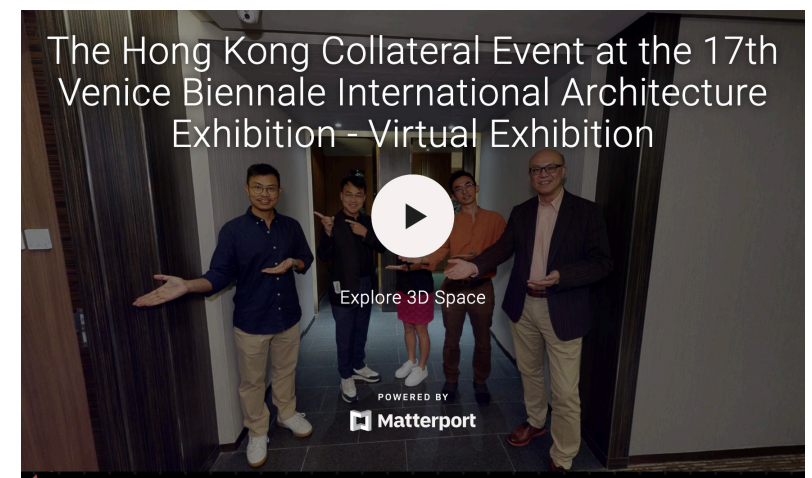 The Hong Kong Collateral Event at the 17th
Venice Biennale International Architecture
Exhibition - Virtual Exhibition
Explore 3D Space
POWERED BY
Matterport